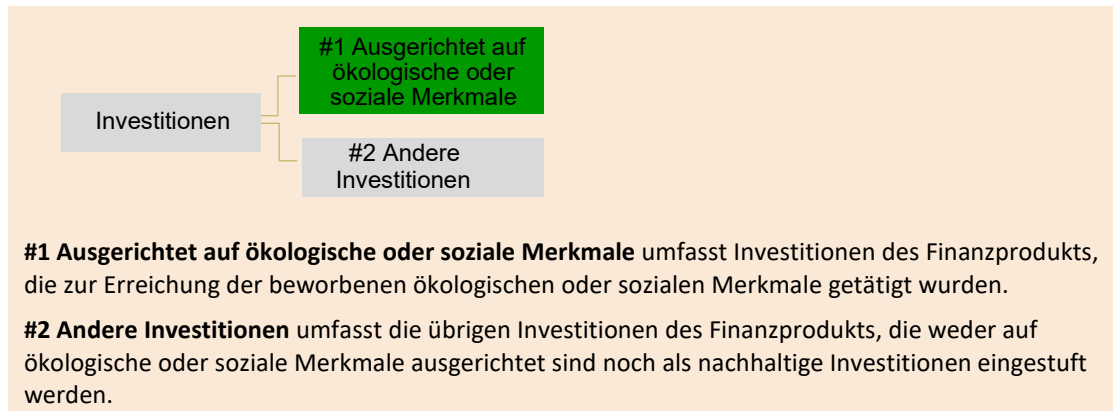 #1 Ausgerichtet auf
ökologische oder
soziale Merkmale
Investitionen
#2 Andere
Investitionen
#1 Ausgerichtet auf ökologische oder soziale Merkmale umfasst Investitionen des Finanzprodukts,
die zur Erreichung der beworbenen ökologischen oder sozialen Merkmale getätigt wurden.
#2 Andere Investitionen umfasst die übrigen Investitionen des Finanzprodukts, die weder auf
ökologische oder soziale Merkmale ausgerichtet sind noch als nachhaltige Investitionen eingestuft
werden.